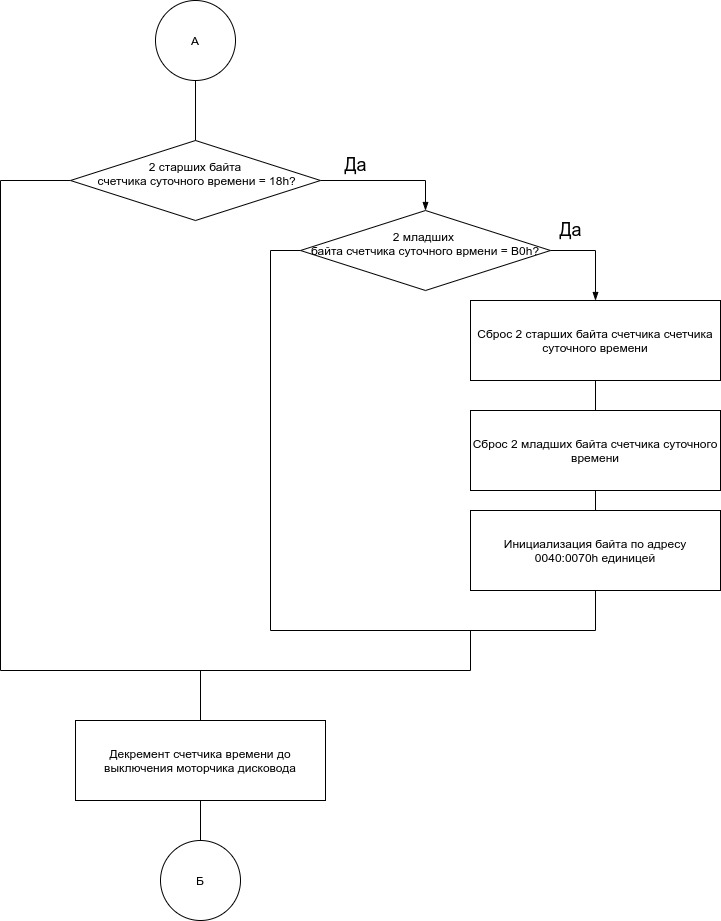 А
2 старших байта
счетчика суточного времени = 18h?
Да
2 младших
байта счетчика суточного врмени = B0h?
Да
Сброс 2 старших байта счетчика счетчика
суточного времени
Сброс 2 младших байта счетчика суточного
времени
Инициализация байта по адресу
0040:0070h единицей
Декремент счетчика времени до
выключения моторчика дисковода
Б